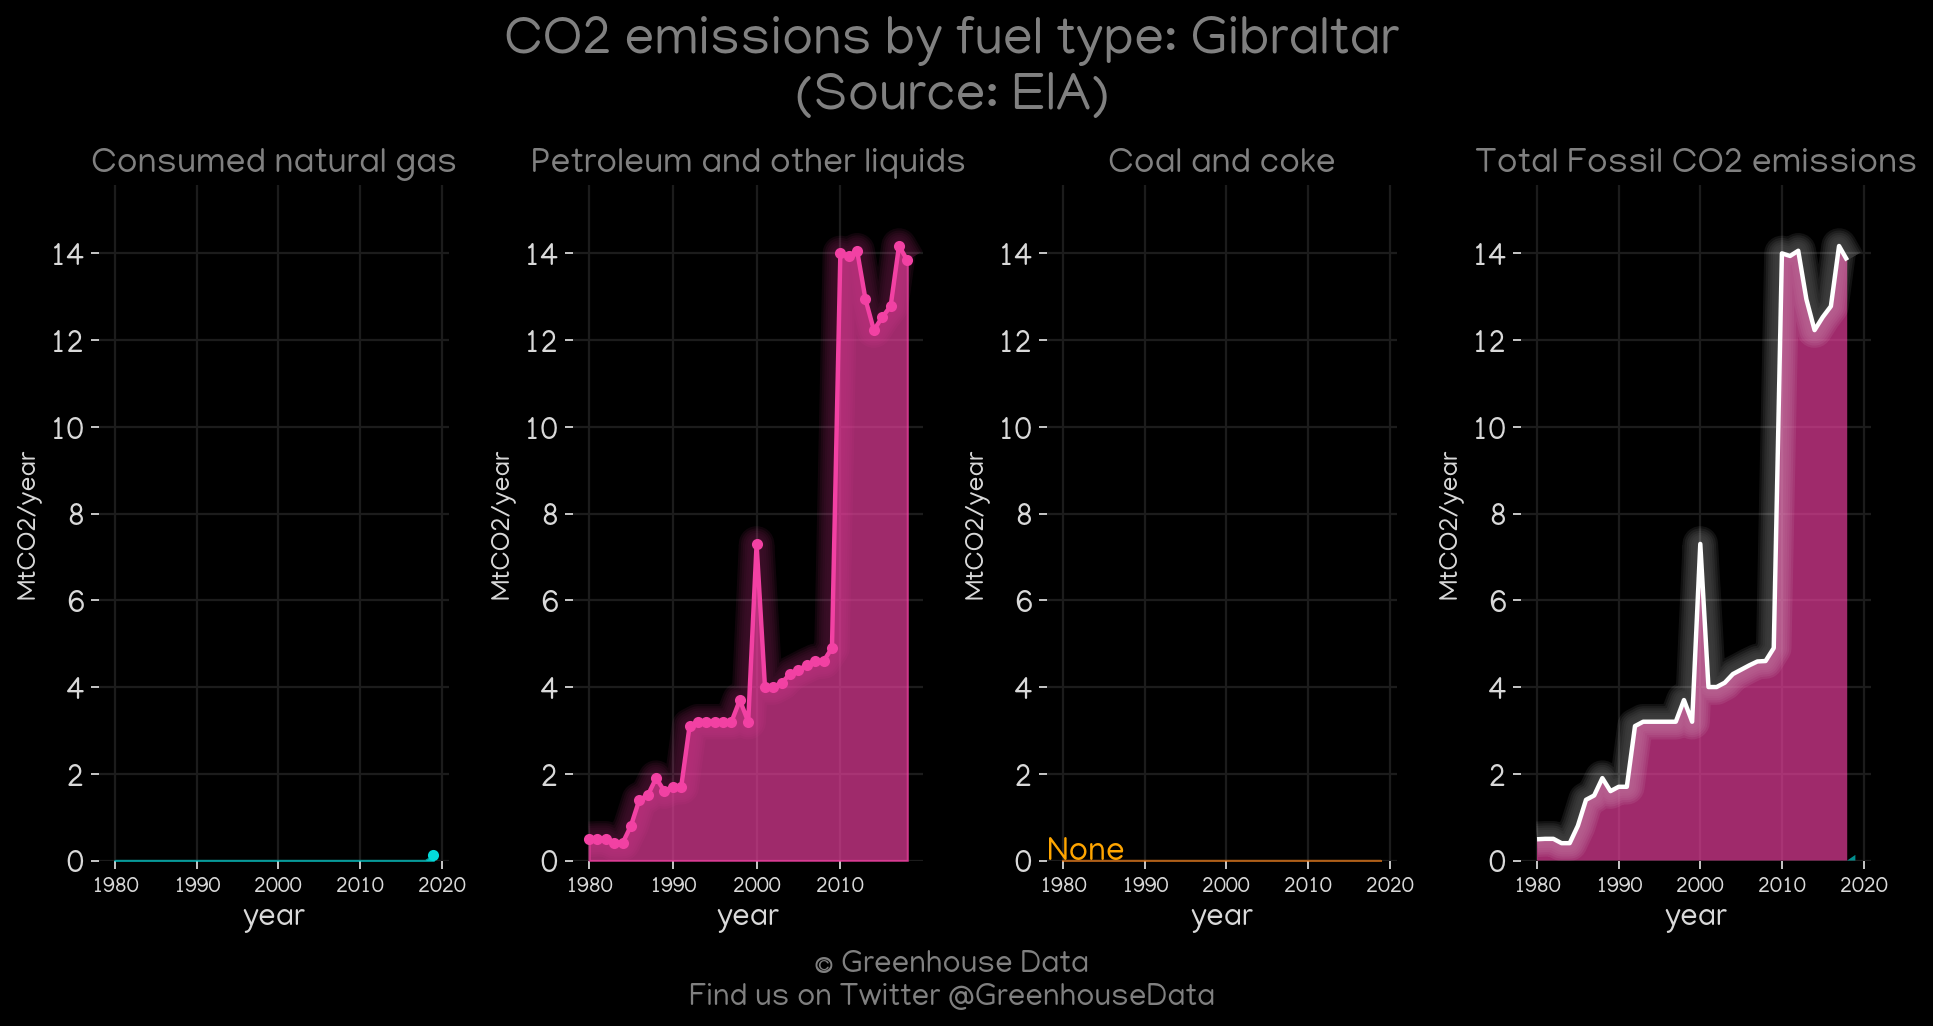 CO2 emissions by fuel type: Gibraltar
(Source: EIA)
Consumed natural gas
Petroleum and other liquids
Coal and coke
Total Fossil CO2 emissions
MtCO2/year
14
12
10
8
6
4
2
0
1980 1990 2000 2010 2020
year
MtCO2/year
14
12
10
8
6
4
2
0
1980 1990 2000 2010
year
MtCO2/year
14
12
10
8
6
4
2
0
None
1980 1990 2000 2010 2020
year
MtCO2/year
14
12
10
8
6
4
2
0
1980 1990 2000 2010 2020
year
© Greenhouse Data
Find us on Twitter @GreenhouseData